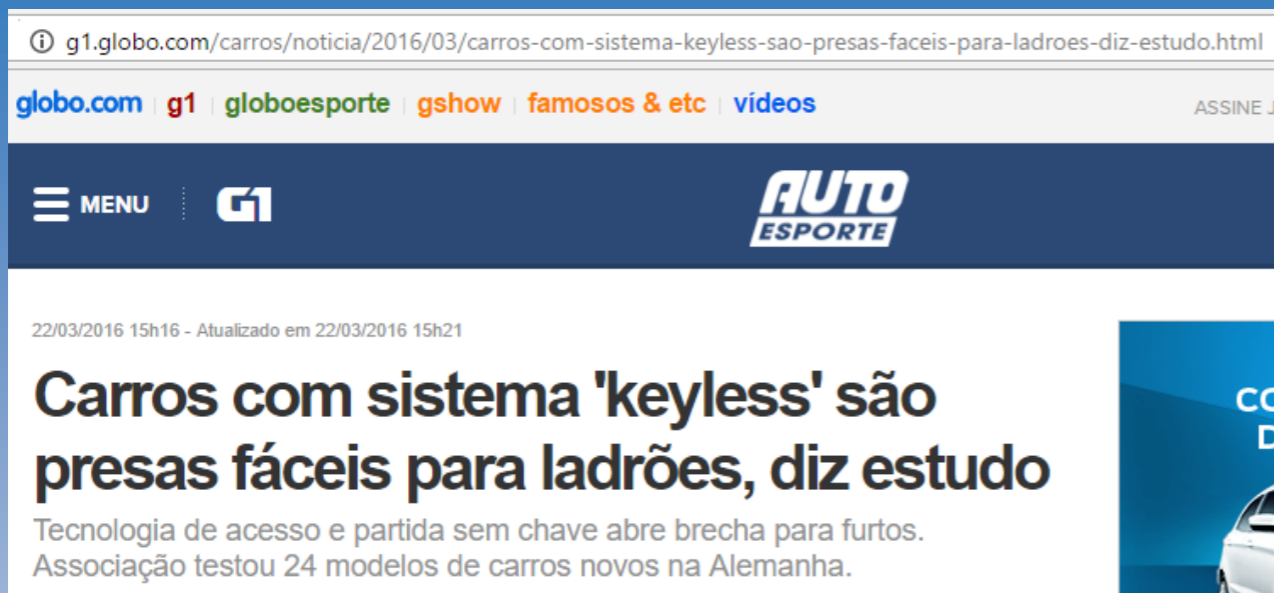 g1.globo.com/carros/noticia/2016/03/carros-com-sistema-keyless-sao-presas-faceis-para-ladroes-diz-estudo.html
globo.com g1 globoesporte gshow famosos & etc vídeos ASSINE J
MENU G1 AUTO
ESPORTE
22/03/2016 15h16 - Atualizado em 22/03/2016 15h21
Carros com sistema 'keyless' são
presas fáceis para ladrões, diz estudo
Tecnologia de acesso e partida sem chave abre brecha para furtos.
Associação testou 24 modelos de carros novos na Alemanha.
CO
D